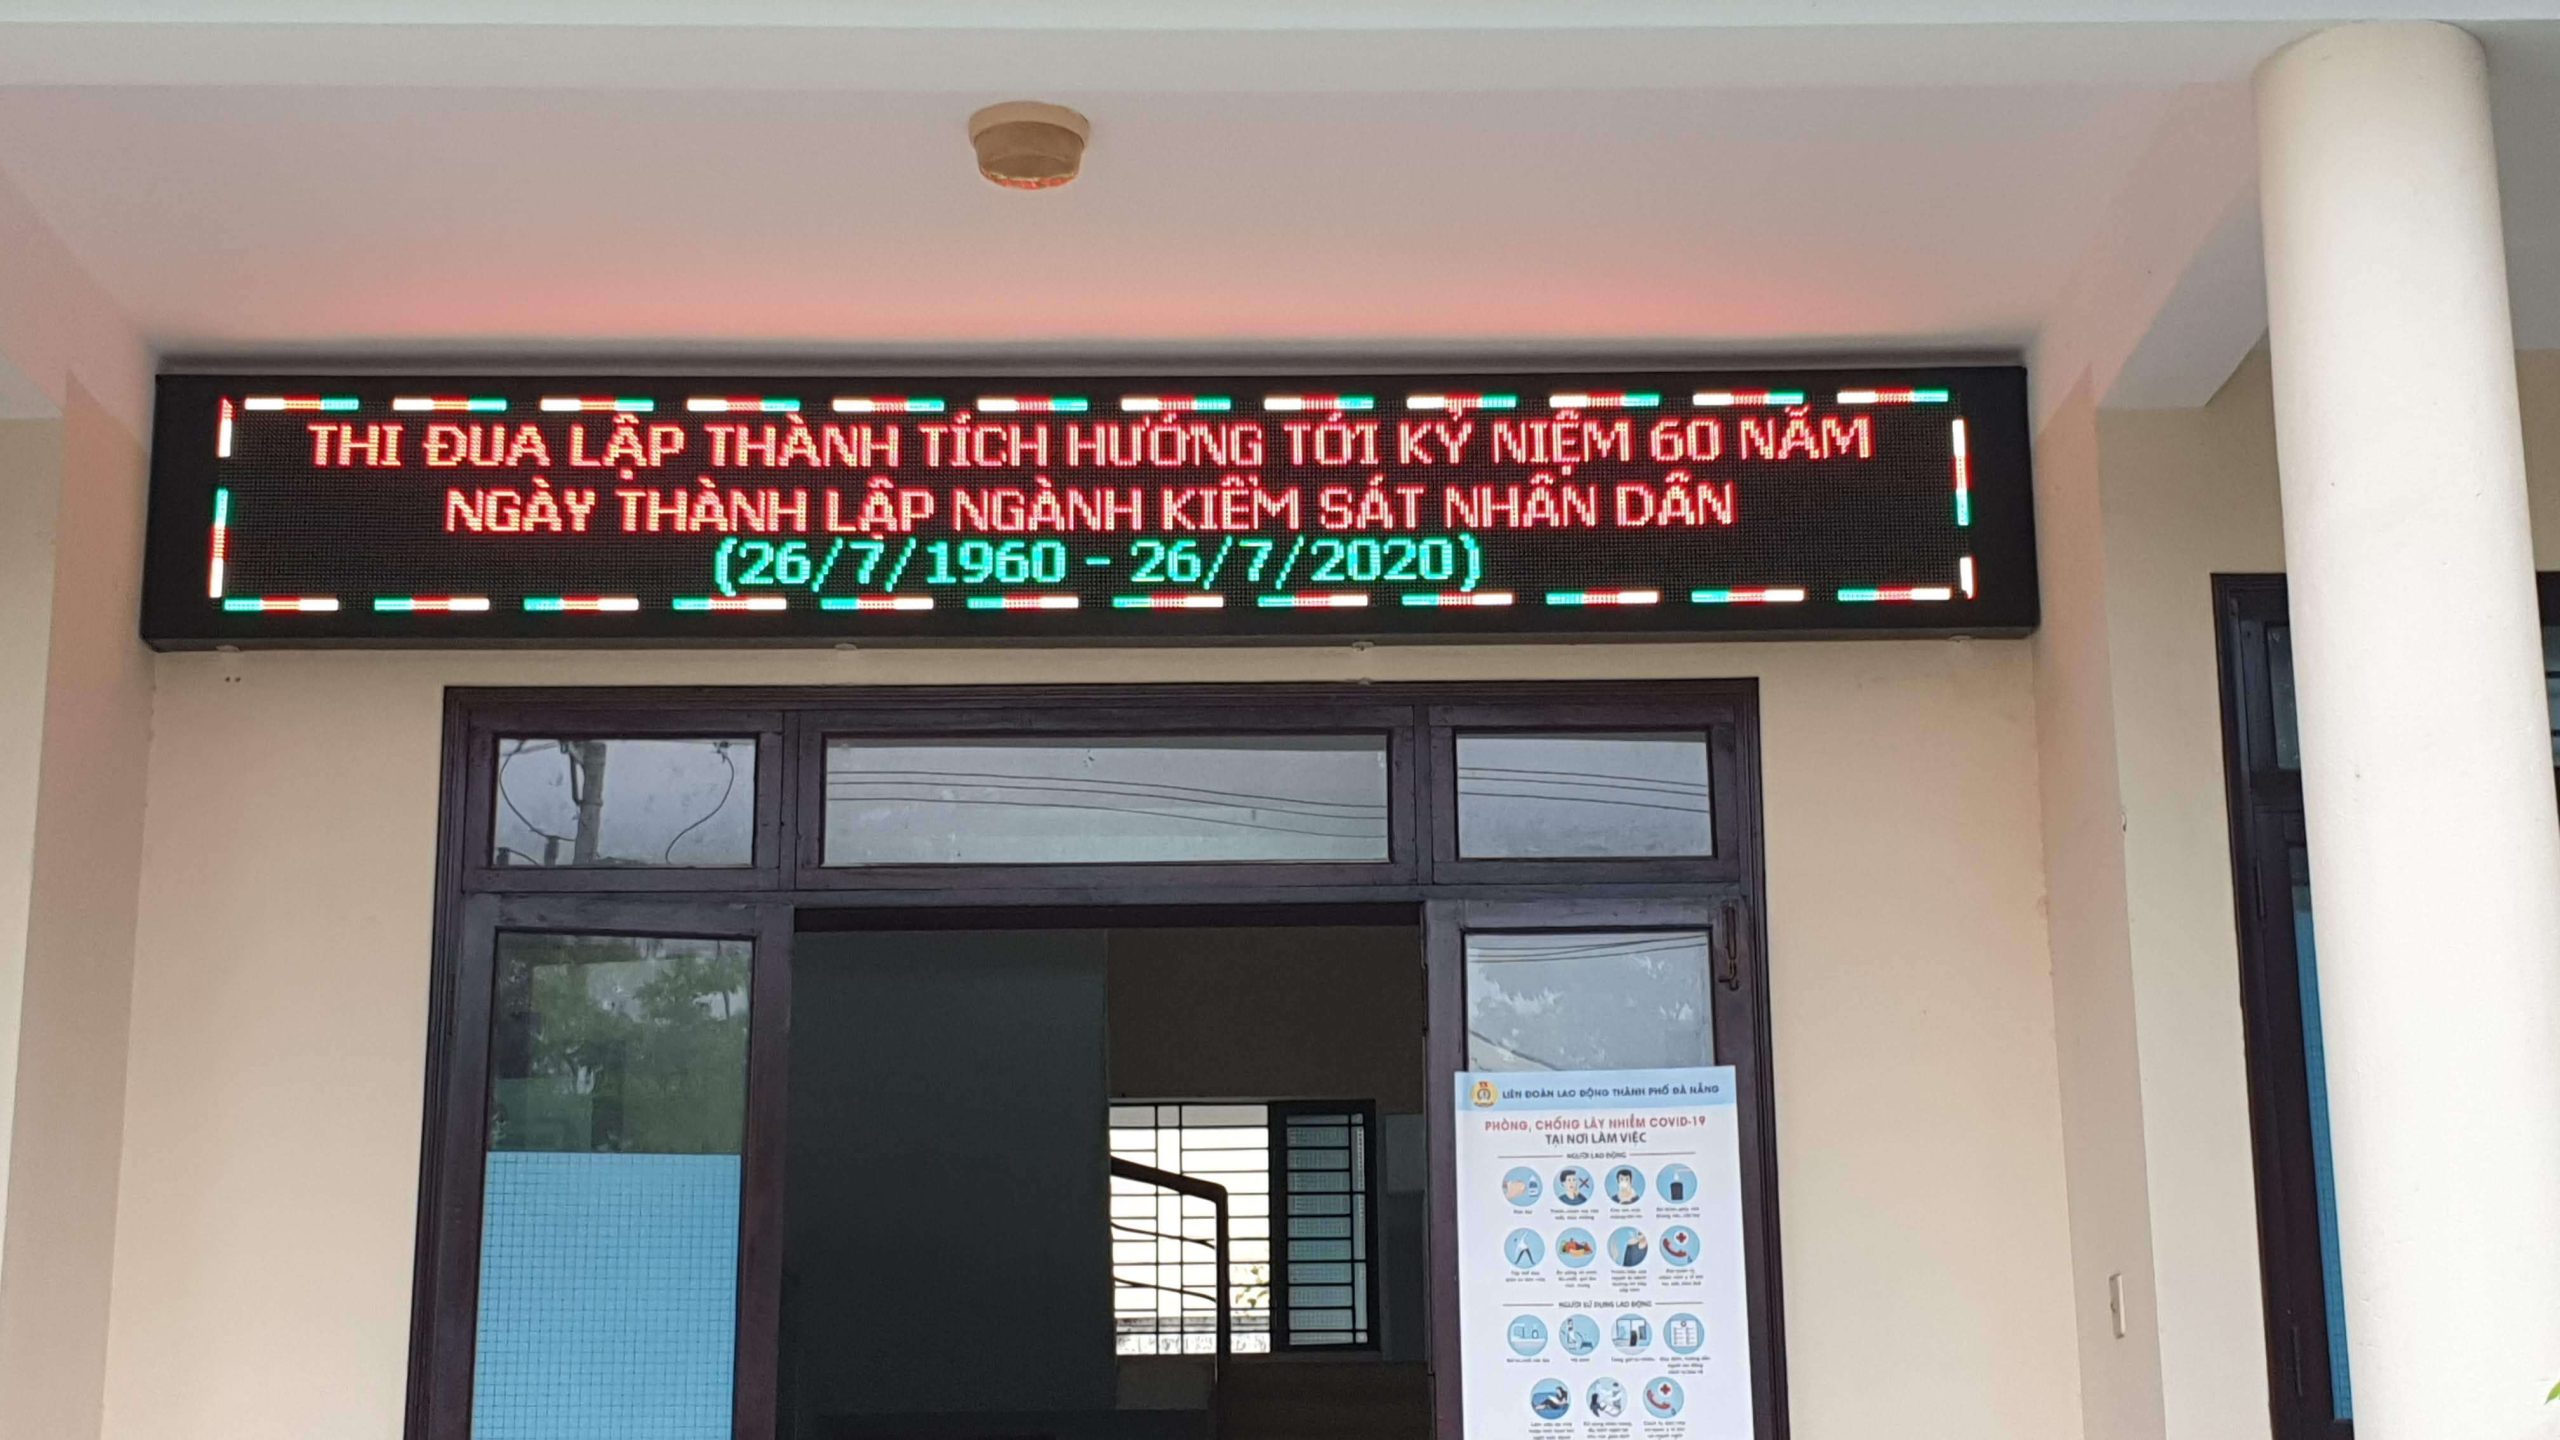 THI ĐUA LẬP THÀNH TÍCH HƯỚNG TỚI KỶ NIỆM 60 NĂM
NGÀY THÀNH LẬP NGÀNH KIỂM SÁT NHÂN DÂN
(26/7/1960 - 26/7/2020)
LIÊN ĐOÀN LAO ĐỘNG THÀNH PHỐ ĐÀ NẴNG
PHÒNG, CHỐNG LÂY NHIỄM COVID-19
TẠI NƠI LÀM VIỆC
NGƯỜI LAO ĐỘNG
NGƯỜI SỬ DỤNG LAO ĐỘNG